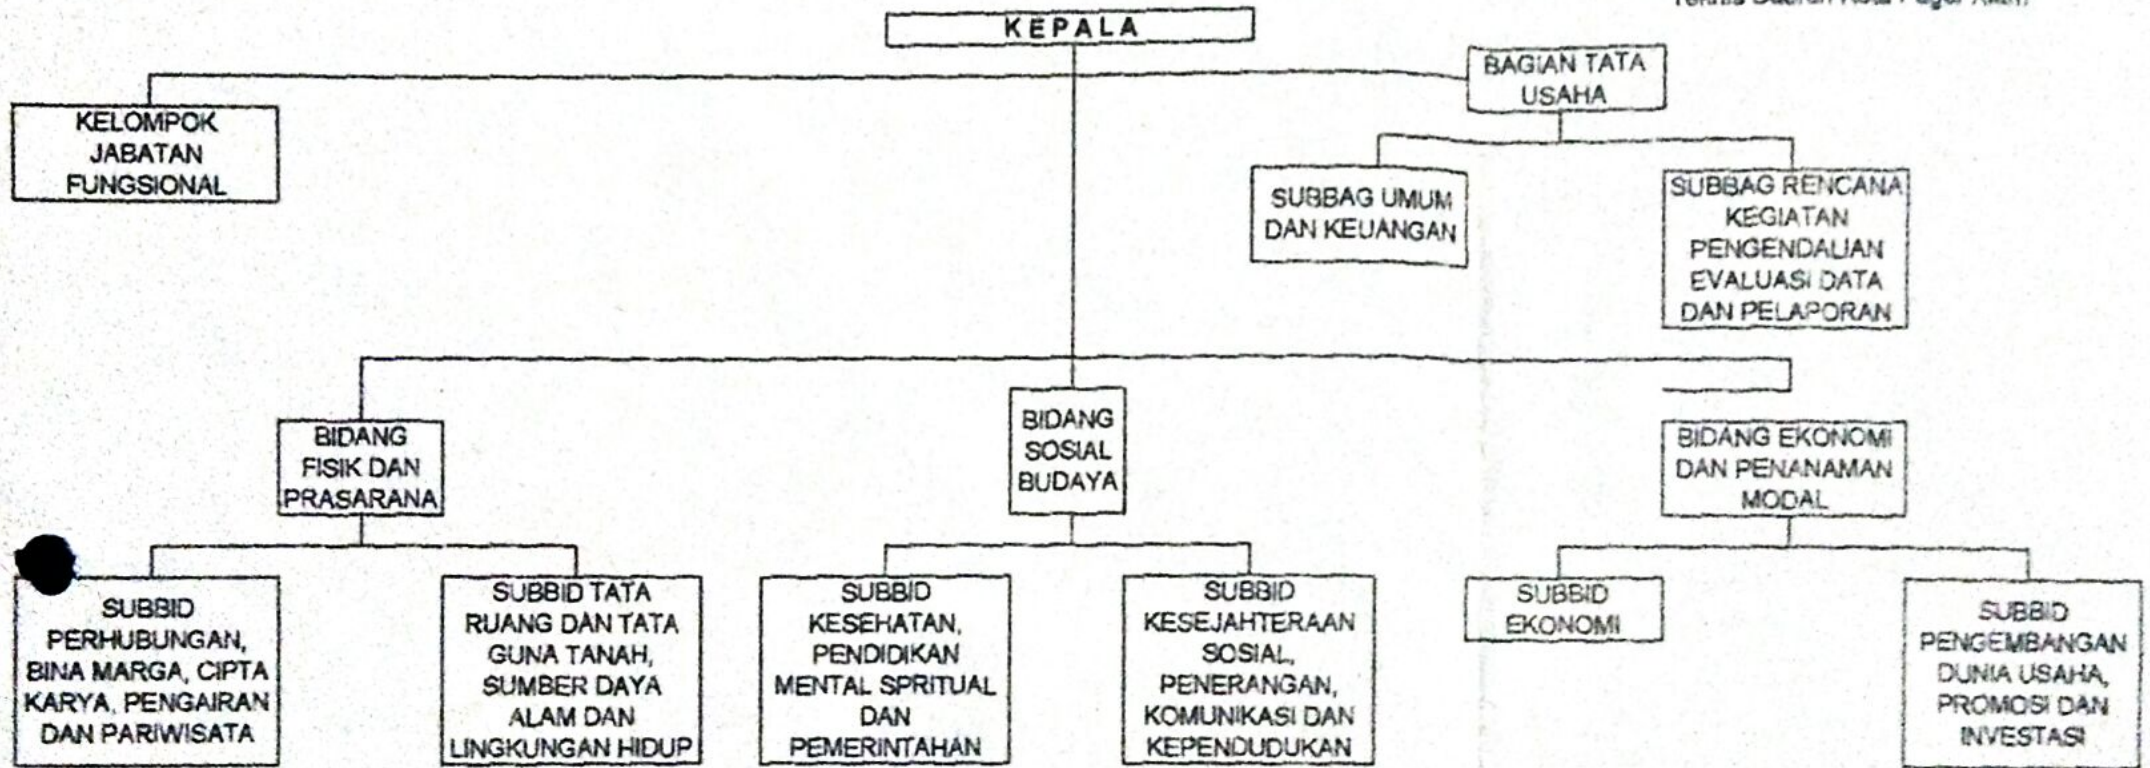 Daerah Kota Pagar Alam
KEPALA
BAGIAN TATA
USAHA
KELOMPOK
JABATAN
FUNGSIONAL
SUBBAG UMUM
DAN KEUANGAN
SUBBAG RENCANA
KEGIATAN
PENGENDALIAN
EVALUASI DATA
DAN PELAPORAN
BIDANG
FISIK DAN
PRASARANA
BIDANG
SOSIAL
BUDAYA
BIDANG EKONOMI
DAN PENANAMAN
MODAL
SUBBID
PERHUBUNGAN,
BINA MARGA, CIPTA
KARYA, PENGAIRAN
DAN PARIWISATA
SUBBID TATA
RUANG DAN TATA
GUNA TANAH,
SUMBER DAYA
ALAM DAN
LINGKUNGAN HIDUP
SUBBID
KESEHATAN,
PENDIDIKAN
MENTAL SPRITUAL
DAN
PEMERINTAHAN
SUBBID
KESEJAHTERAAN
SOSIAL,
PENERANGAN,
KOMUNIKASI DAN
KEPENDUDUKAN
SUBBID
EKONOMI
SUBBID
PENGEMBANGAN
DUNIA USAHA,
PROMOSI DAN
INVESTASI